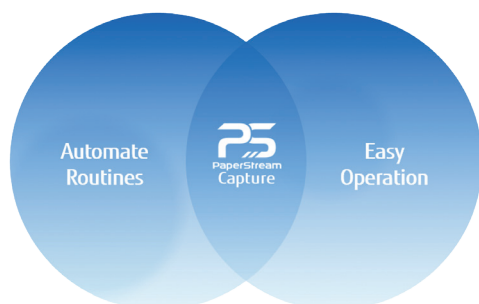 Automate
Routines
PS
PaperStream
Capture
Easy
Operation